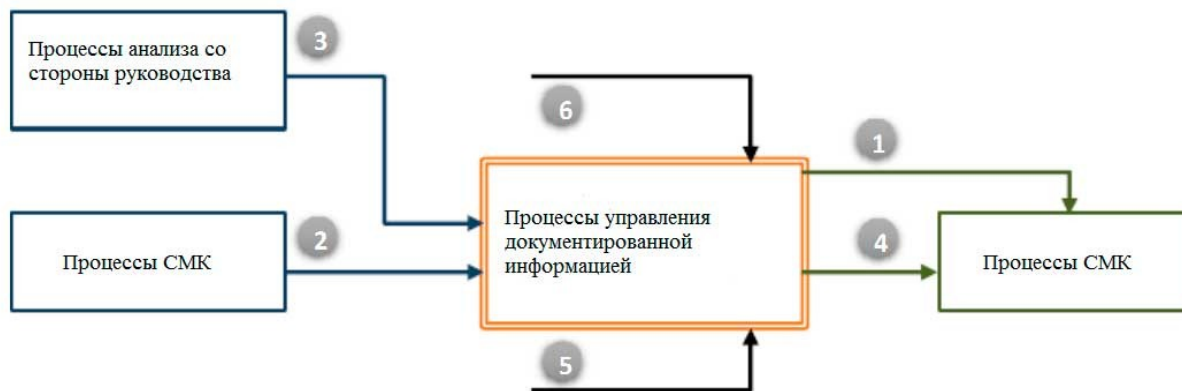 Процессы анализа со
стороны руководства
3
6
1
Процессы СМК
2
Процессы управления
документированной
информацией
4
Процессы СМК
5